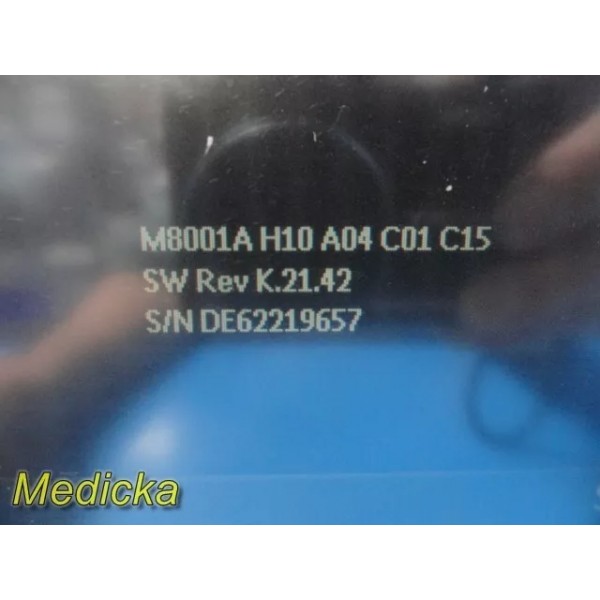 M8001A H10 A04 C01 C15
SW Rev K.21.42
S/N DE62219657
Medicka